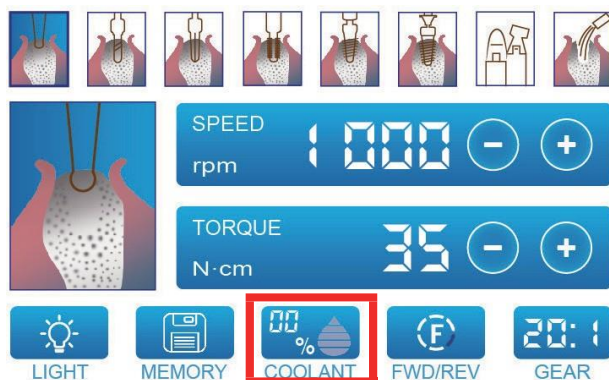 SPEED
rpm
1000
TORQUE
N·cm
35
00
%
F
20:1
LIGHT
MEMORY
COOLANT
FWD/REV
GEAR